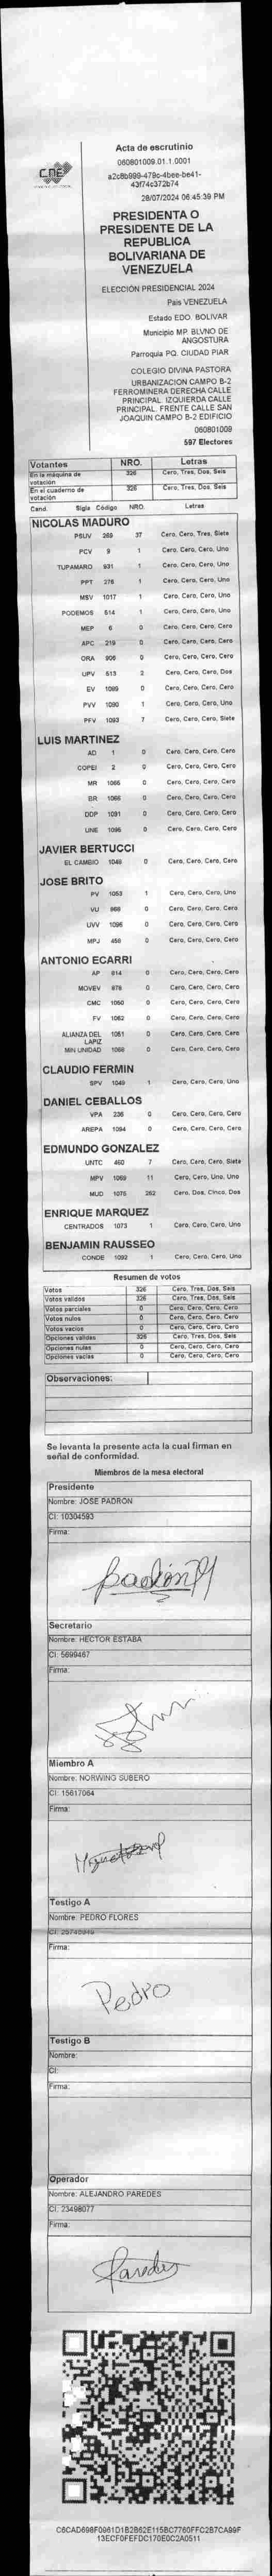 CNE
Acta de escrutinio
060801009.01.1.0001
a2c8b999-479c-4bee-be41-
43f74c372b74
28/07/2024 06:45:39 PM
PRESIDENTA O
PRESIDENTE DE LA
REPUBLICA
BOLIVARIANA DE
VENEZUELA
ELECCIÓN PRESIDENCIAL 2024
País VENEZUELA
Estado EDO. BOLIVAR
Municipio MP. BLVNO DE
ANGOSTURA
Parroquia PQ. CIUDAD PIAR
COLEGIO DIVINA PASTORA
URBANIZACION CAMPO B-2
FERROMINERA DERECHA CALLE
PRINCIPAL. IZQUIERDA CALLE
PRINCIPAL. FRENTE CALLE SAN
JOAQUIN CAMPO B-2 EDIFICIO
060801009
597 Electores
Votantes NRO. Letras
En la máquina de votación 326 Cero, Tres, Dos, Seis
En el cuaderno de votación 326 Cero, Tres, Dos, Seis
Cand. Sigla Código NRO. Letras
NICOLAS MADURO
PSUV 269 37 Cero, Cero, Tres, Siete
PCV 9 1 Cero, Cero, Cero, Uno
TUPAMARO 931 1 Cero, Cero, Cero, Uno
PPT 276 1 Cero, Cero, Cero, Uno
MSV 1017 1 Cero, Cero, Cero, Uno
PODEMOS 514 1 Cero, Cero, Cero, Uno
MEP 6 0 Cero, Cero, Cero, Cero
APC 219 0 Cero, Cero, Cero, Cero
ORA 906 0 Cero, Cero, Cero, Cero
UPV 513 2 Cero, Cero, Cero, Dos
EV 1089 0 Cero, Cero, Cero, Cero
PVV 1090 1 Cero, Cero, Cero, Uno
PFV 1093 7 Cero, Cero, Cero, Siete
LUIS MARTINEZ
AD 1 0 Cero, Cero, Cero, Cero
COPEI 2 0 Cero, Cero, Cero, Cero
MR 1065 0 Cero, Cero, Cero, Cero
BR 1066 0 Cero, Cero, Cero, Cero
DDP 1091 0 Cero, Cero, Cero, Cero
UNE 1096 0 Cero, Cero, Cero, Cero
JAVIER BERTUCCI
EL CAMBIO 1048 0 Cero, Cero, Cero, Cero
JOSE BRITO
PV 1053 1 Cero, Cero, Cero, Uno
VU 868 0 Cero, Cero, Cero, Cero
UVV 0 Cero, Cero, Cero, Cero
MPJ 458 0 Cero, Cero, Cero, Cero
ANTONIO ECARRI
AP 814 0 Cero, Cero, Cero, Cero
MOVEV 878 0 Cero, Cero, Cero, Cero
CMC 1050 0 Cero, Cero, Cero, Cero
FV 1062 0 Cero, Cero, Cero, Cero
ALIANZA DEL LAPIZ 1051 0 Cero, Cero, Cero, Cero
MIN UNIDAD 1068 0 Cero, Cero, Cero, Cero
CLAUDIO FERMIN
SPV 1049 1 Cero, Cero, Cero, Uno
DANIEL CEBALLOS
VPA 236 0 Cero, Cero, Cero, Cero
AREPA 1094 0 Cero, Cero, Cero, Cero
EDMUNDO GONZALEZ
UNTC 460 7 Cero, Cero, Cero, Siete
MPV 1069 11 Cero, Cero, Uno, Uno
MUD 1075 252 Cero, Dos, Cinco, Dos
ENRIQUE MARQUEZ
CENTRADOS 1073 1 Cero, Cero, Cero, Uno
BENJAMIN RAUSSEO
CONDE 1092 1 Cero, Cero, Cero, Uno
Resumen de votos
Votos 326 Cero, Tres, Dos, Seis
Votos válidos 326 Cero, Tres, Dos, Seis
Votos parciales 0 Cero, Cero, Cero, Cero
Votos nulos 0 Cero, Cero, Cero, Cero
Votos vacíos 0 Cero, Cero, Cero, Cero
Opciones válidas 326 Cero, Tres, Dos, Seis
Opciones nulas 0 Cero, Cero, Cero, Cero
Opciones vacías 0 Cero, Cero, Cero, Cero
Observaciones:
Se levanta la presente acta la cual firman en
señal de conformidad.
Miembros de la mesa electoral
Presidente
Nombre: JOSE PADRON
CI: 10304593
Firma:
Padrón
Secretario
Nombre: HECTOR ESTABA
CI: 5699467
Firma:
Miembro A
Nombre: NORWING SUBERO
CI: 15617064
Firma:
Testigo A
Nombre: PEDRO FLORES
Firma:
Pedro
Testigo B
Nombre:
CI:
Firma:
Operador
Nombre: ALEJANDRO PAREDES
CI: 23498077
Firma:
Paredes
C6CAD698F0961D1B2B62E115BC7760FFC2B7CA99F
13ECF0FEFDC170E0C2A0511